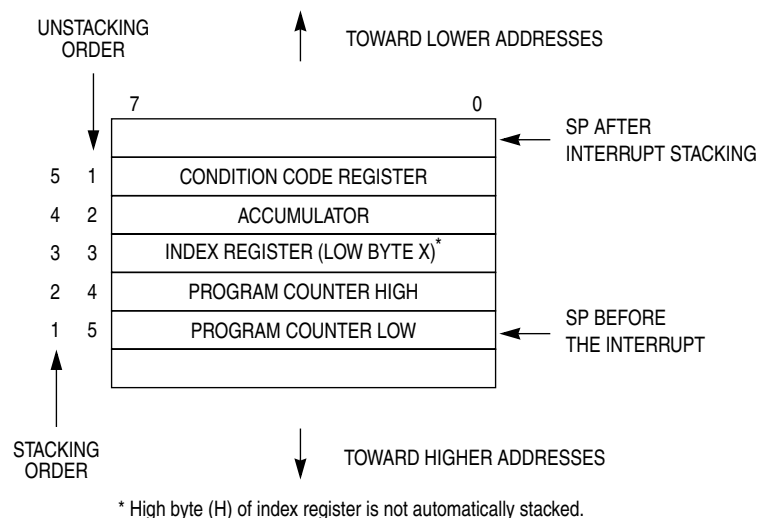 UNSTACKING
ORDER
TOWARD LOWER ADDRESSES
7 0
SP AFTER
INTERRUPT STACKING
5 1 CONDITION CODE REGISTER
4 2 ACCUMULATOR
3 3 INDEX REGISTER (LOW BYTE X)*
2 4 PROGRAM COUNTER HIGH
1 5 PROGRAM COUNTER LOW
SP BEFORE
THE INTERRUPT
STACKING
ORDER
TOWARD HIGHER ADDRESSES
* High byte (H) of index register is not automatically stacked.